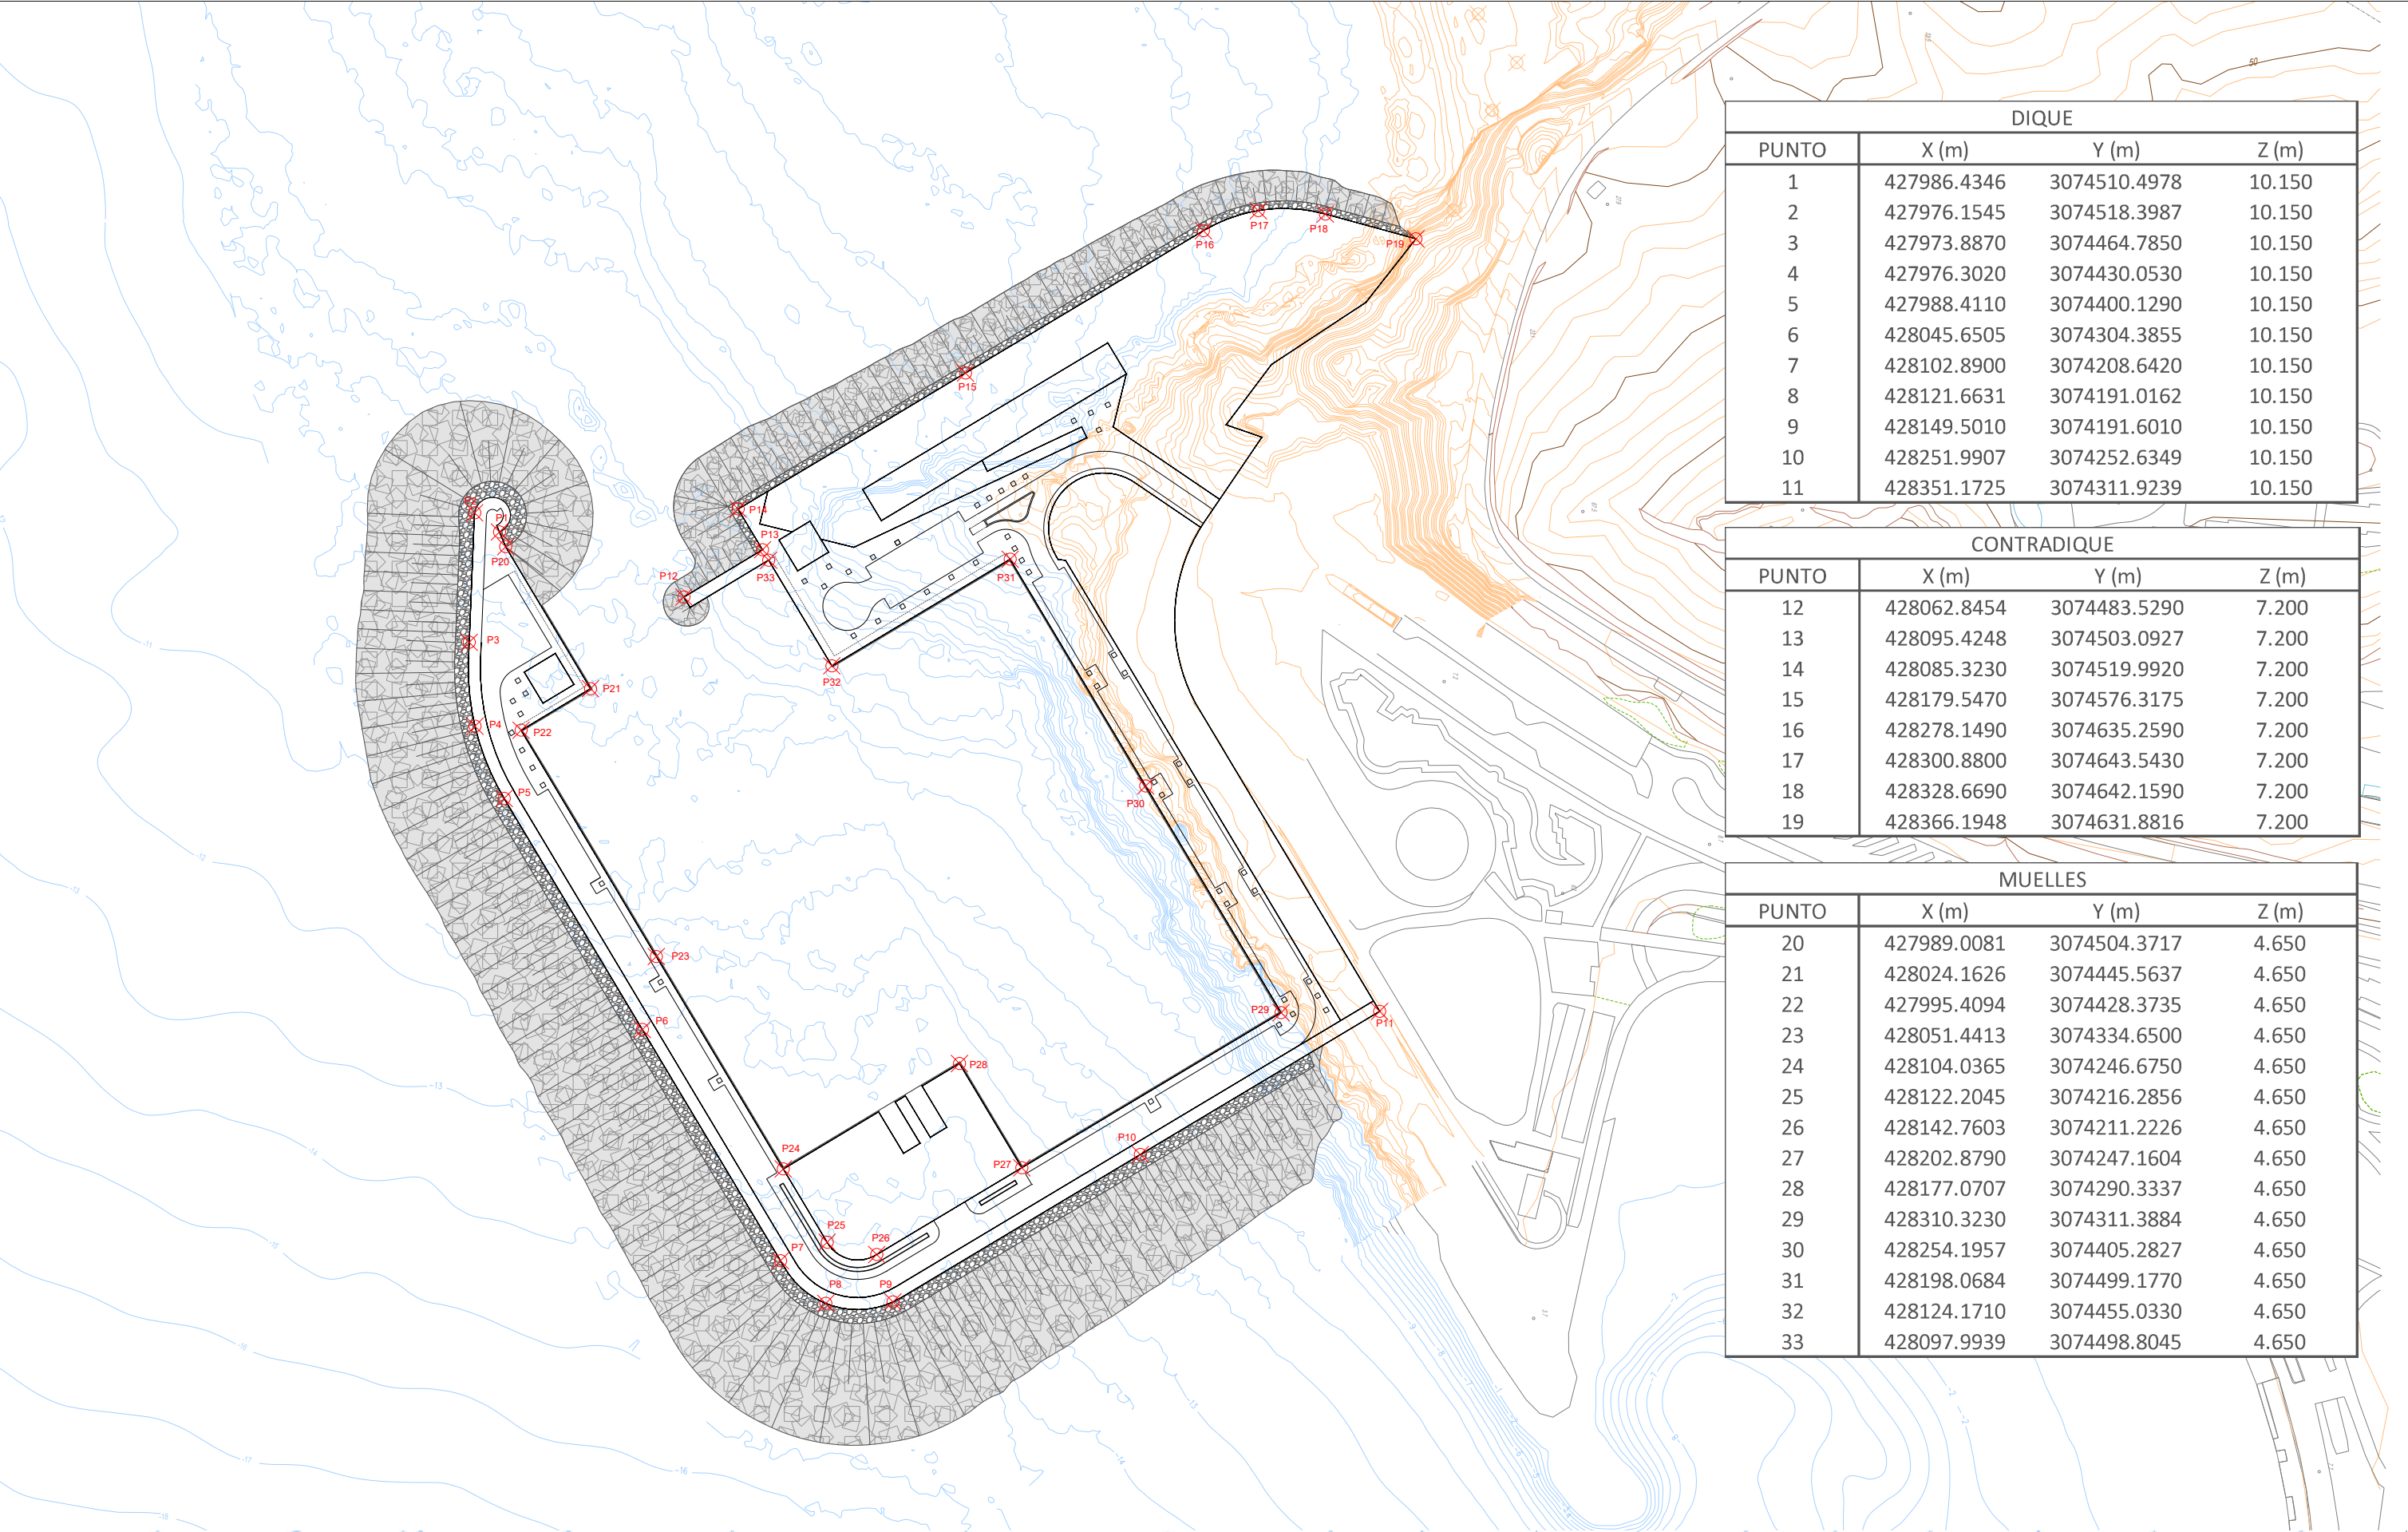 DIQUE
PUNTO X (m) Y (m) Z (m)
1 427986.4346 3074510.4978 10.150
2 427976.1545 3074518.3987 10.150
3 427973.8870 3074464.7850 10.150
4 427976.3020 3074430.0530 10.150
5 427988.4110 3074400.1290 10.150
6 428045.6505 3074304.3855 10.150
7 428102.8900 3074208.6420 10.150
8 428121.6631 3074191.0162 10.150
9 428149.5010 3074191.6010 10.150
10 428251.9907 3074252.6349 10.150
11 428351.1725 3074311.9239 10.150
CONTRADIQUE
PUNTO X (m) Y (m) Z (m)
12 428062.8454 3074483.5290 7.200
13 428095.4248 3074503.0927 7.200
14 428085.3230 3074519.9920 7.200
15 428179.5470 3074576.3175 7.200
16 428278.1490 3074635.2590 7.200
17 428300.8800 3074643.5430 7.200
18 428328.6690 3074642.1590 7.200
19 428366.1948 3074631.8816 7.200
MUELLES
PUNTO X (m) Y (m) Z (m)
20 427989.0081 3074504.3717 4.650
21 428024.1626 3074445.5637 4.650
22 427995.4094 3074428.3735 4.650
23 428051.4413 3074334.6500 4.650
24 428104.0365 3074246.6750 4.650
25 428122.2045 3074216.2856 4.650
26 428142.7603 3074211.2226 4.650
27 428202.8790 3074247.1604 4.650
28 428177.0707 3074290.3337 4.650
29 428310.3230 3074311.3884 4.650
30 428254.1957 3074405.2827 4.650
31 428198.0684 3074499.1770 4.650
32 428124.1710 3074455.0330 4.650
33 428097.9939 3074498.8045 4.650
P16
P17
P18
P19
P15
P14
P13
P33
P12
P1
P20
P31
P3
P32
P21
P4
P22
P5
P30
P23
P6
P29
P11
P28
P10
P24
P27
P25
P26
P7
P8
P9
50
-11
-12
-13
-13
-14
-15
-16
-17
-18
-16
-13
-14